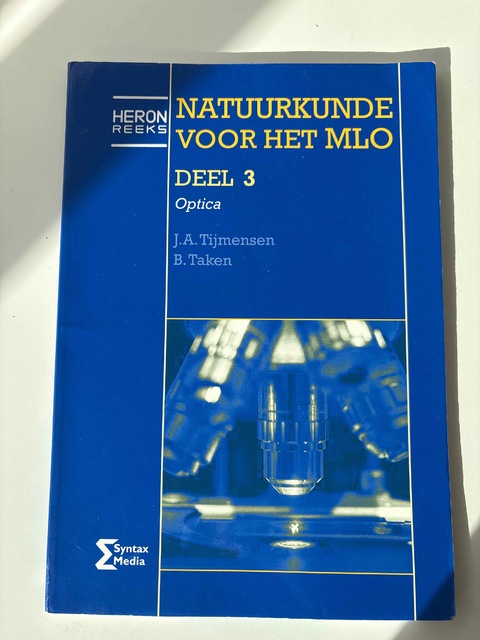 HERON
REEKS
NATUURKUNDE
VOOR HET MLO
DEEL 3
Optica
J.A. Tijmensen
B. Taken
Syntax
Media